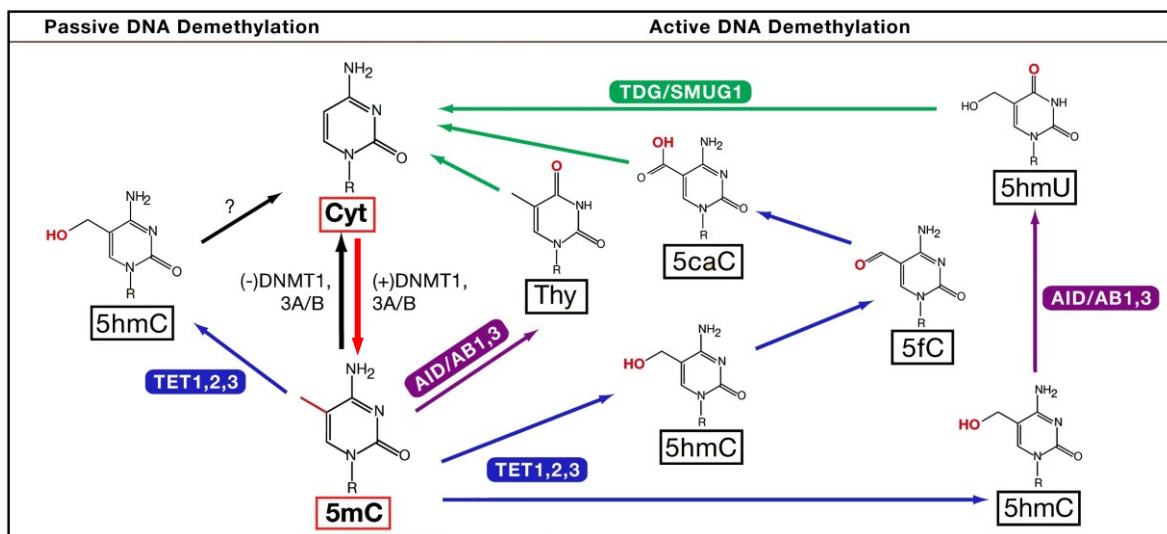 Passive DNA Demethylation
Active DNA Demethylation
NH2
N
N
O
R
Cyt
TDG/SMUG1
O
HO
NH
N
O
R
5hmU
OH
NH2
O
N
N
O
R
5caC
O
NH
N
O
R
Thy
NH2
HO
N
N
O
R
5hmC
?
(-)DNMT1,
3A/B
(+)DNMT1,
3A/B
NH2
O
N
N
O
R
5fC
AID/AB1,3
AID/AB1,3
TET1,2,3
NH2
N
N
O
R
5mC
NH2
HO
N
N
O
R
5hmC
TET1,2,3
NH2
HO
N
N
O
R
5hmC